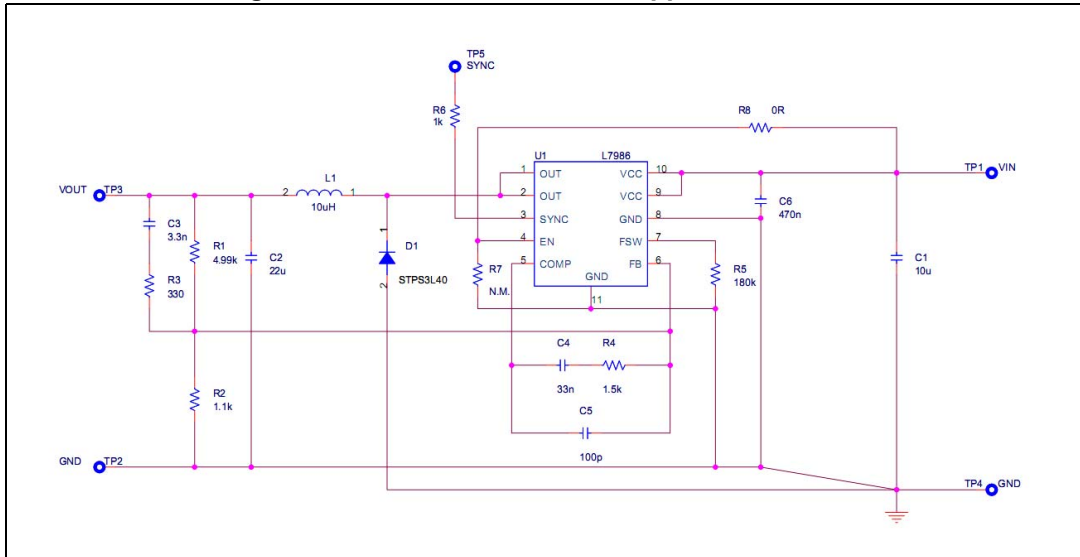 TP5
SYNC
R6
1k
R8 0R
U1 L7986
1 OUT VCC 10
2 OUT VCC 9
3 SYNC GND 8
4 EN FSW 7
5 COMP FB 6
GND
11
TP1 VIN
VOUT TP3
L1
2 1
10uH
C6
470n
C3
3.3n
R1
4.99k
C2
22u
1
D1
2
STPS3L40
R7
N.M.
R5
180k
C1
10u
R3
330
C4 R4
33n 1.5k
R2
1.1k
C5
100p
GND TP2
TP4 GND